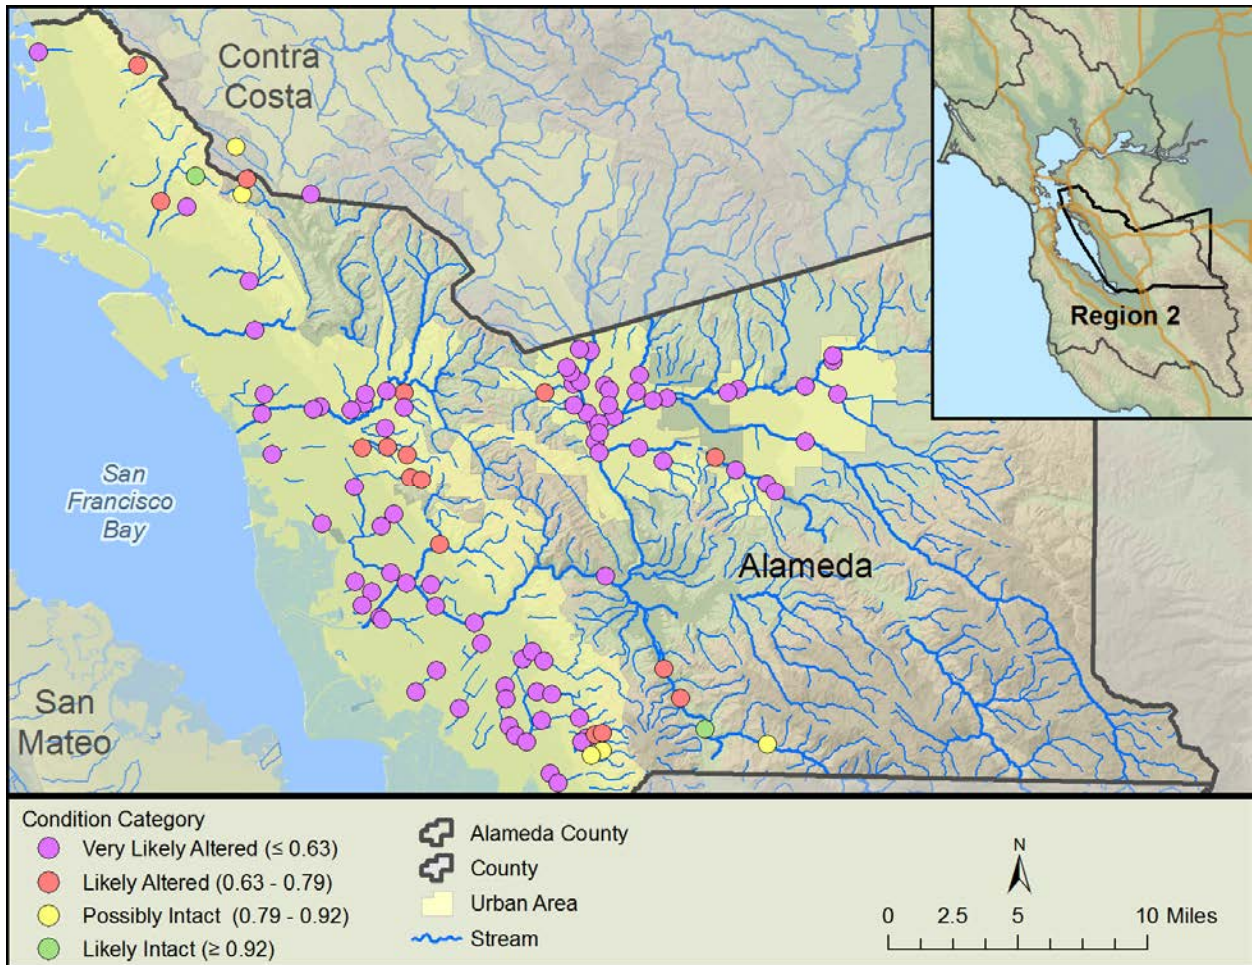 Contra
Costa
San
Francisco
Bay
Alameda
San
Mateo
Region 2
Condition Category
Very Likely Altered (≤ 0.63)
Likely Altered (0.63 - 0.79)
Possibly Intact (0.79 - 0.92)
Likely Intact (≥ 0.92)
Alameda County
County
Urban Area
Stream
N
0 2.5 5 10 Miles